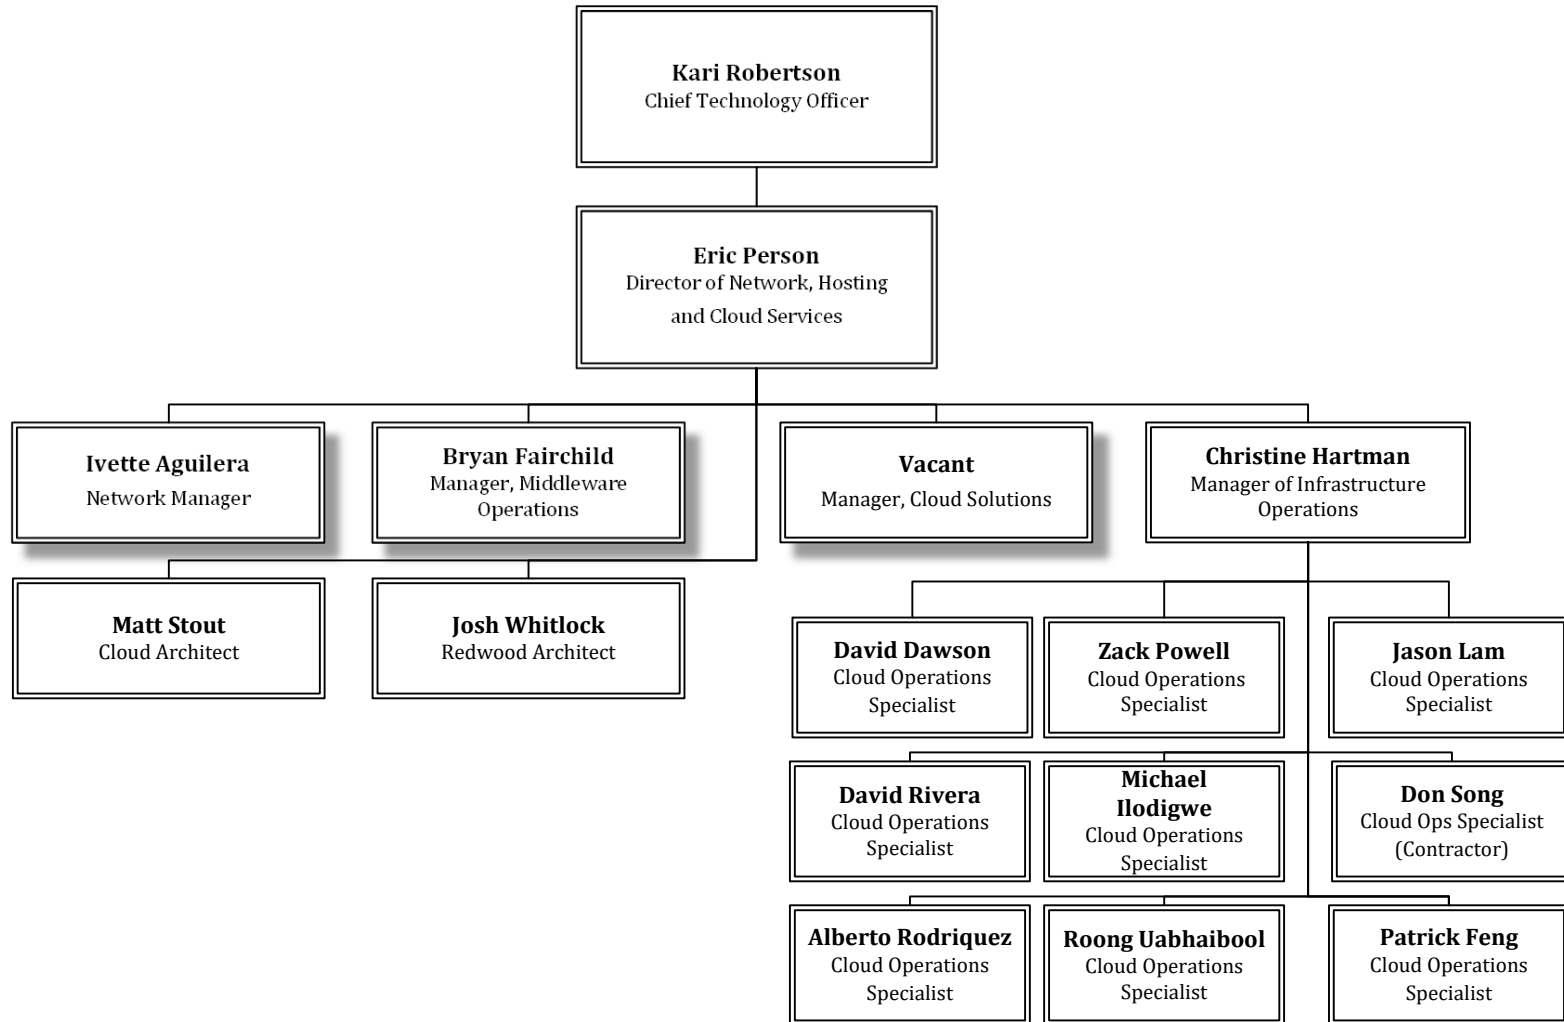 Kari Robertson
Chief Technology Officer
Eric Person
Director of Network, Hosting
and Cloud Services
Ivette Aguilera
Network Manager
Bryan Fairchild
Manager, Middleware
Operations
Vacant
Manager, Cloud Solutions
Christine Hartman
Manager of Infrastructure
Operations
Matt Stout
Cloud Architect
Josh Whitlock
Redwood Architect
David Dawson
Cloud Operations
Specialist
Zack Powell
Cloud Operations
Specialist
Jason Lam
Cloud Operations
Specialist
David Rivera
Cloud Operations
Specialist
Michael
Ilodigwe
Cloud Operations
Specialist
Don Song
Cloud Ops Specialist
(Contractor)
Alberto Rodriquez
Cloud Operations
Specialist
Roong Uabhaibool
Cloud Operations
Specialist
Patrick Feng
Cloud Operations
Specialist